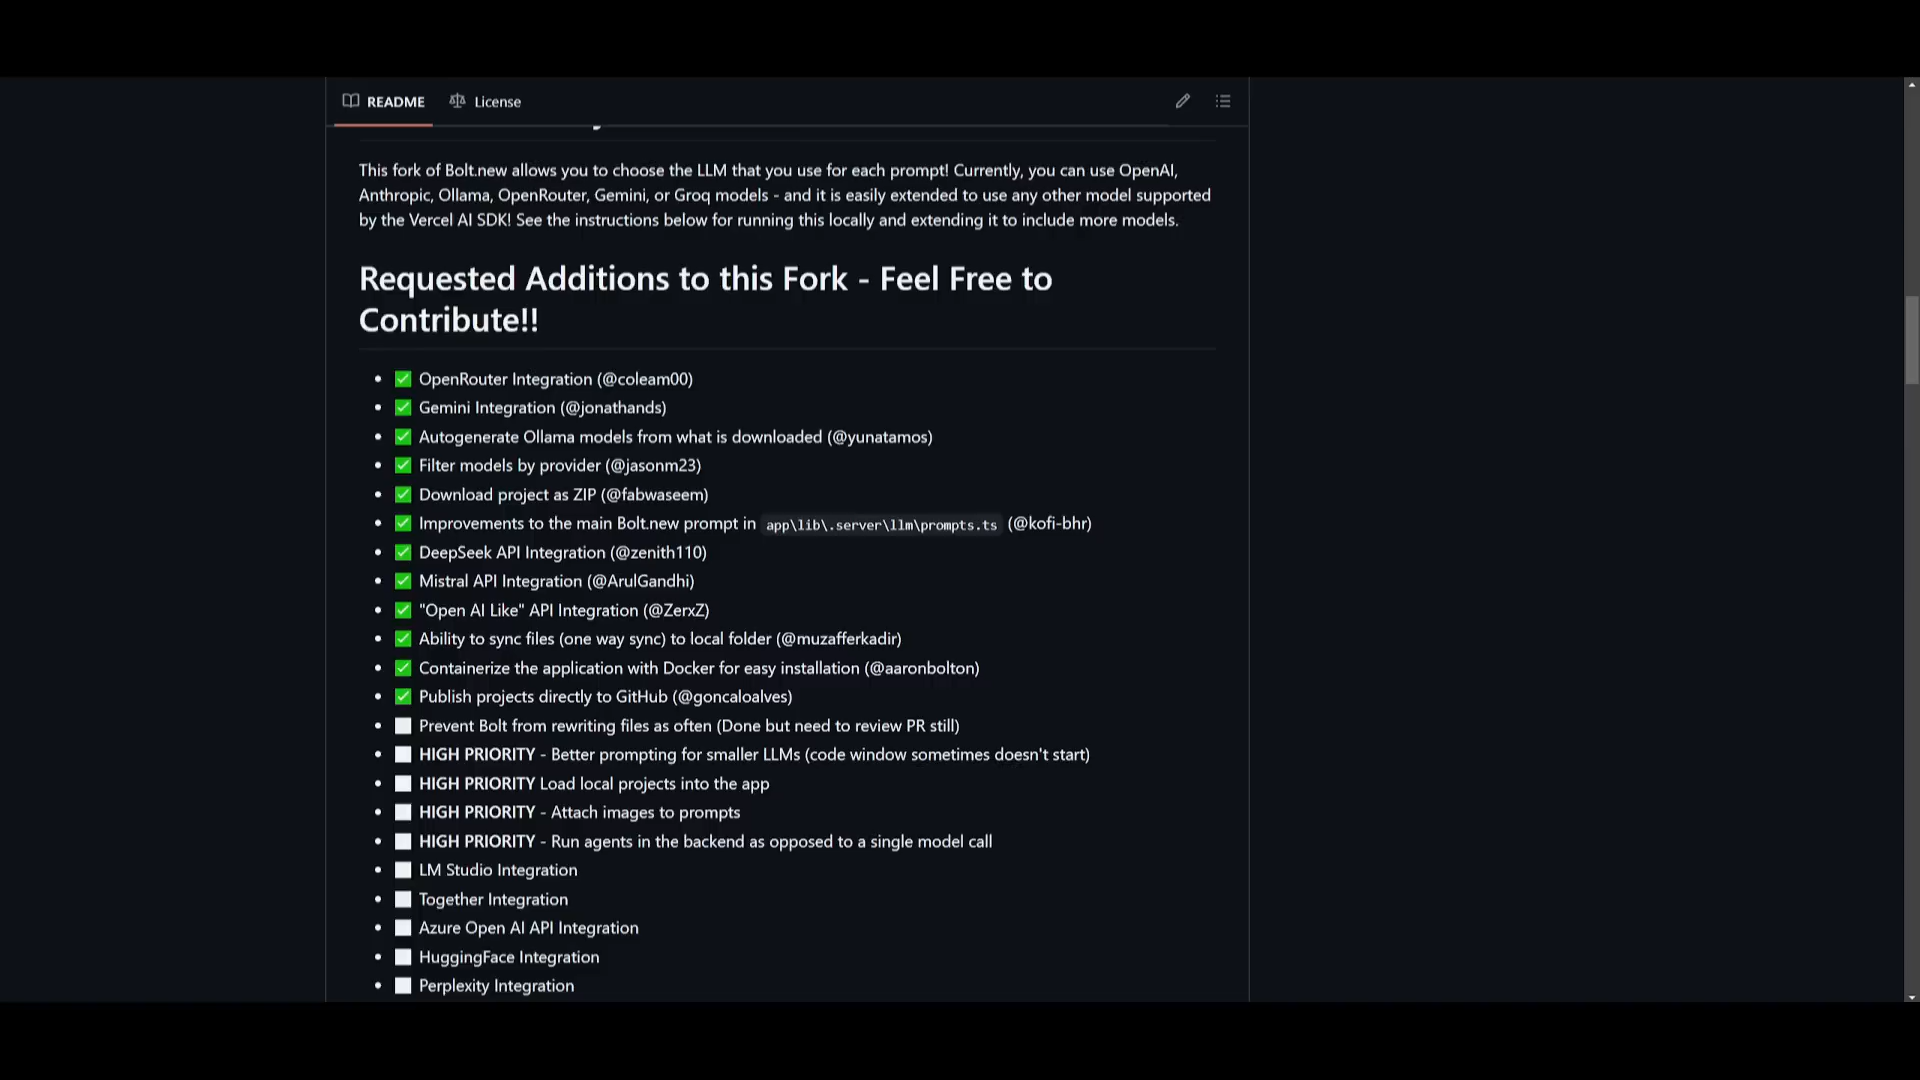 README License
This fork of Bolt.new allows you to choose the LLM that you use for each prompt! Currently, you can use OpenAI,
Anthropic, Ollama, OpenRouter, Gemini, or Groq models - and it is easily extended to use any other model supported
by the Vercel AI SDK! See the instructions below for running this locally and extending it to include more models.
Requested Additions to this Fork - Feel Free to
Contribute!!
OpenRouter Integration (@coleam00)
Gemini Integration (@jonathands)
Autogenerate Ollama models from what is downloaded (@yunatamos)
Filter models by provider (@jasonm23)
Download project as ZIP (@fabwaseem)
Improvements to the main Bolt.new prompt in app\lib\.server\llm\prompts.ts (@kofi-bhr)
DeepSeek API Integration (@zenith110)
Mistral API Integration (@ArulGandhi)
"Open AI Like" API Integration (@ZerxZ)
Ability to sync files (one way sync) to local folder (@muzafferkadir)
Containerize the application with Docker for easy installation (@aaronbolton)
Publish projects directly to GitHub (@goncaloalves)
Prevent Bolt from rewriting files as often (Done but need to review PR still)
HIGH PRIORITY - Better prompting for smaller LLMs (code window sometimes doesn't start)
HIGH PRIORITY Load local projects into the app
HIGH PRIORITY - Attach images to prompts
HIGH PRIORITY - Run agents in the backend as opposed to a single model call
LM Studio Integration
Together Integration
Azure Open AI API Integration
HuggingFace Integration
Perplexity Integration